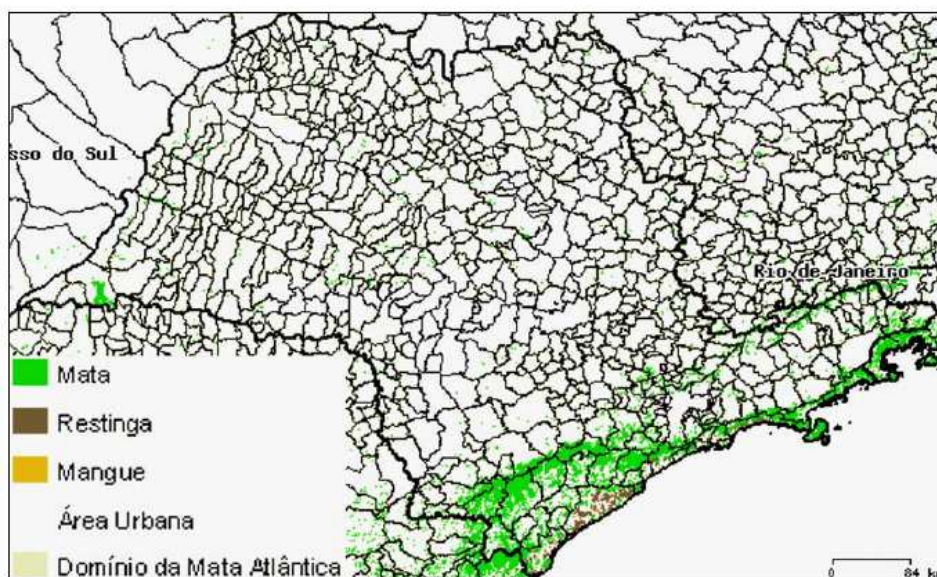 sso do Sul
Rio de Janeiro
Mata
Restinga
Mangue
Área Urbana
Domínio da Mata Atlântica
0 84 k